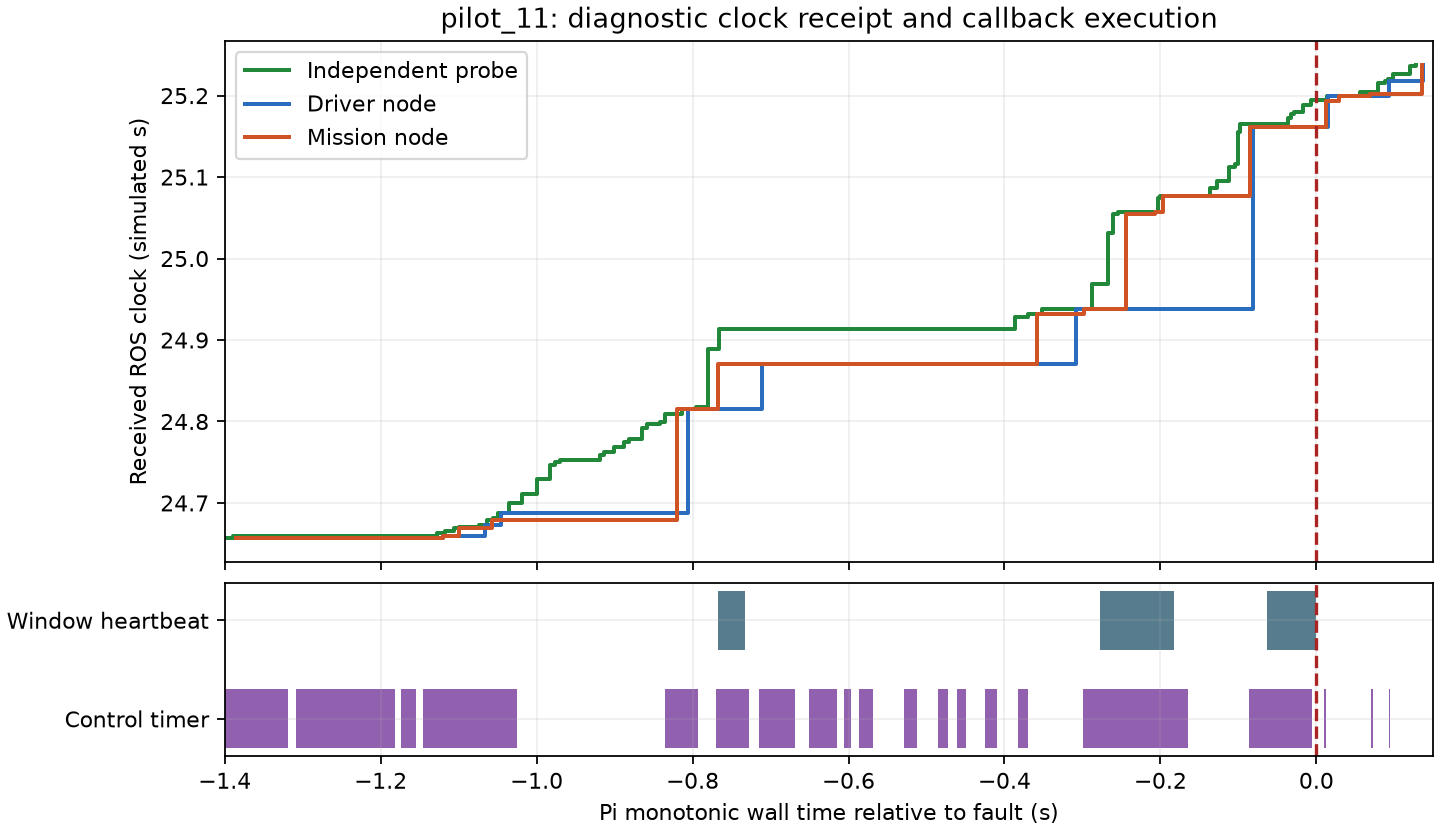 pilot_11: diagnostic clock receipt and callback execution
Independent probe
Driver node
Mission node
Received ROS clock (simulated s)
25.2
25.1
25.0
24.9
24.8
24.7
Window heartbeat
Control timer
−1.4 −1.2 −1.0 −0.8 −0.6 −0.4 −0.2 0.0
Pi monotonic wall time relative to fault (s)